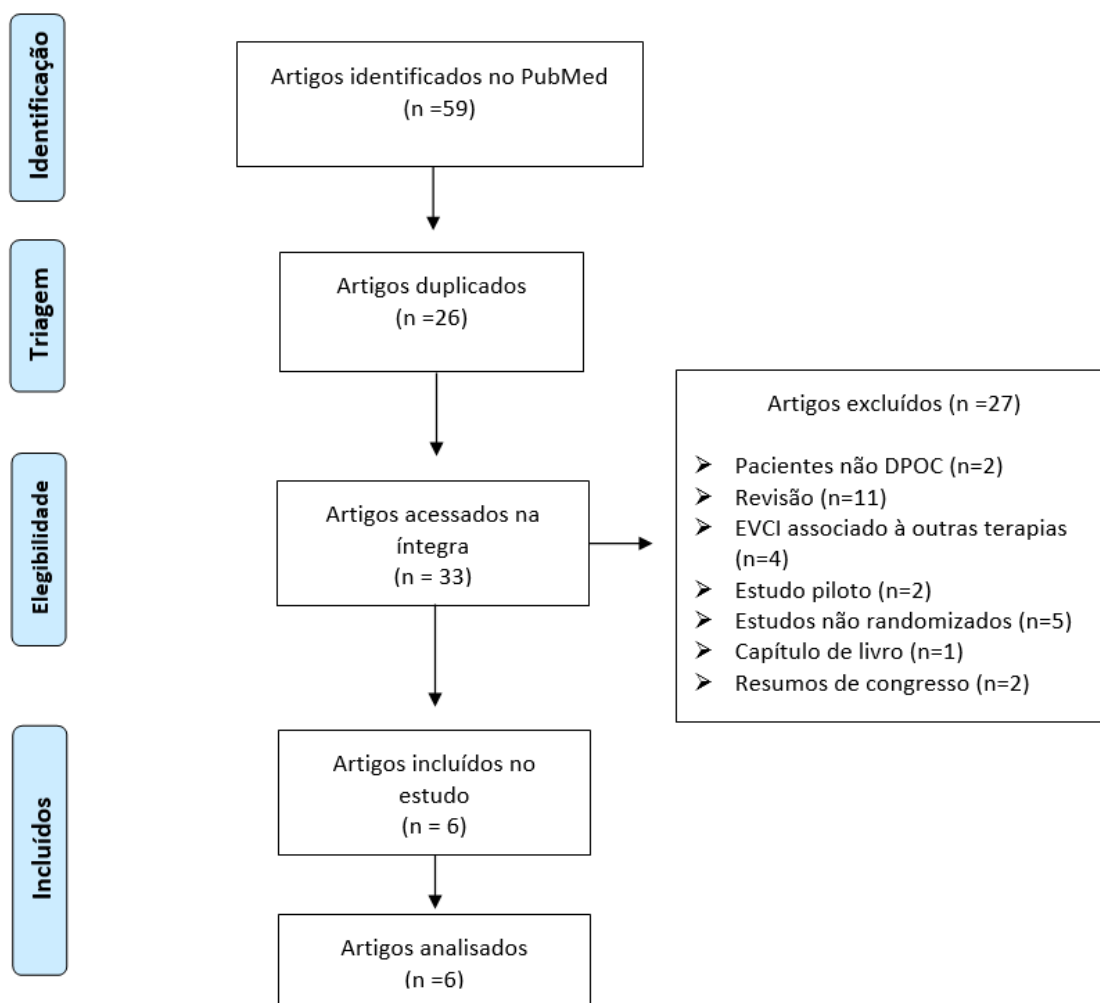 Identificação
Artigos identificados no PubMed
(n =59)
Triagem
Artigos duplicados
(n =26)
Elegibilidade
Artigos acessados na
íntegra
(n = 33)
Artigos excluídos (n =27)
➤ Pacientes não DPOC (n=2)
➤ Revisão (n=11)
➤ EVCI associado à outras terapias
(n=4)
➤ Estudo piloto (n=2)
➤ Estudos não randomizados (n=5)
➤ Capítulo de livro (n=1)
➤ Resumos de congresso (n=2)
Incluídos
Artigos incluídos no
estudo
(n = 6)
Artigos analisados
(n =6)